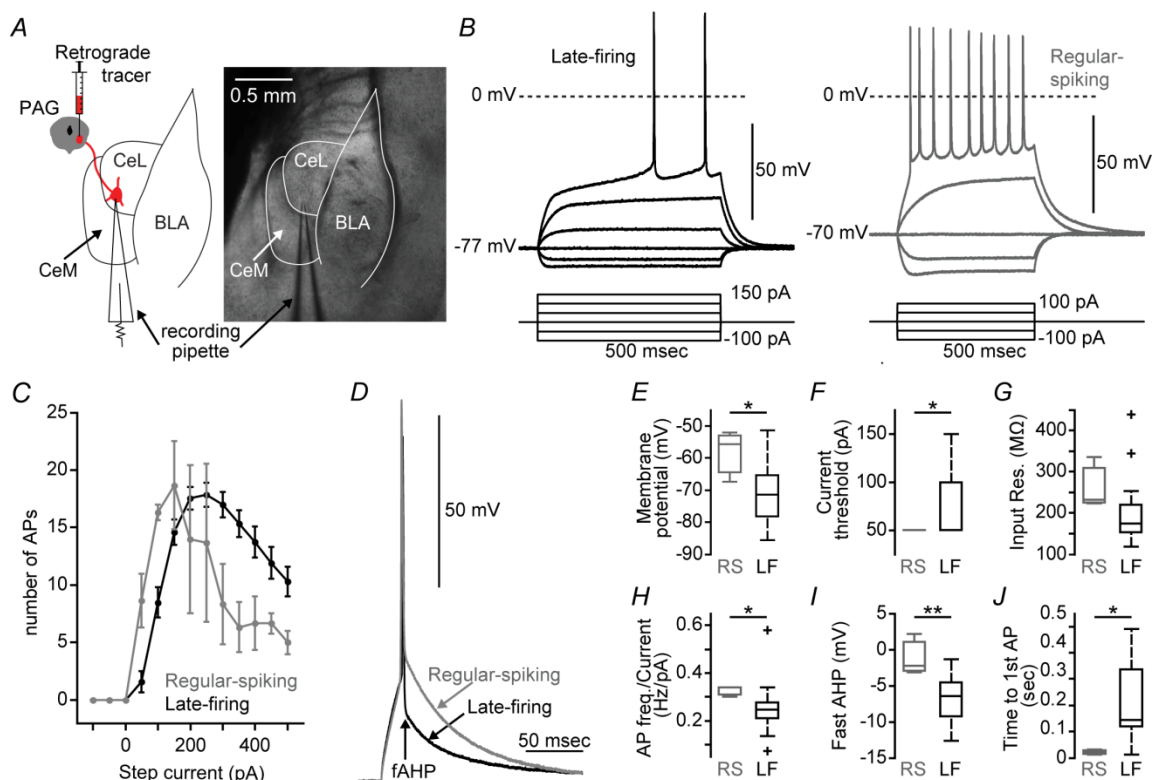 A
Retrograde
tracer
PAG
CeL
BLA
CeM
recording
pipette
0.5 mm
CeL
BLA
CeM
B
Late-firing
0 mV
50 mV
-77 mV
150 pA
-100 pA
500 msec
Regular-
spiking
0 mV
50 mV
-70 mV
100 pA
-100 pA
500 msec
C
number of APs
20
15
10
5
0
Regular-spiking
Late-firing
0
200
400
Step current (pA)
D
50 mV
Regular-spiking
Late-firing
50 msec
fAHP
E
Membrane
potential (mV)
-50
-60
-70
-80
-90
*
RS
LF
F
Current
threshold (pA)
150
100
50
*
RS
LF
G
Input Res. (MΩ)
400
300
200
100
RS
LF
H
AP freq./Current
(Hz/pA)
0.6
0.4
0.2
*
RS
LF
I
Fast AHP (mV)
5
0
-5
-10
-15
**
RS
LF
J
Time to 1st AP
(sec)
0.5
0.4
0.3
0.2
0.1
0
*
RS
LF